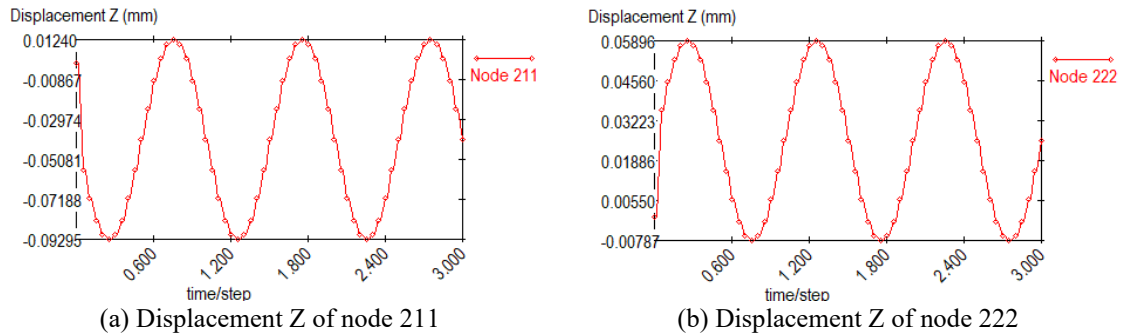 Displacement Z (mm)
0.01240
-0.00867
-0.02974
-0.05081
-0.07188
-0.09295
0.600
1.200
1.800
2.400
3.000
time/step
Node 211
(a) Displacement Z of node 211
Displacement Z (mm)
0.05896
0.04560
0.03223
0.01886
0.00550
-0.00787
0.600
1.200
1.800
2.400
3.000
time/step
Node 222
(b) Displacement Z of node 222